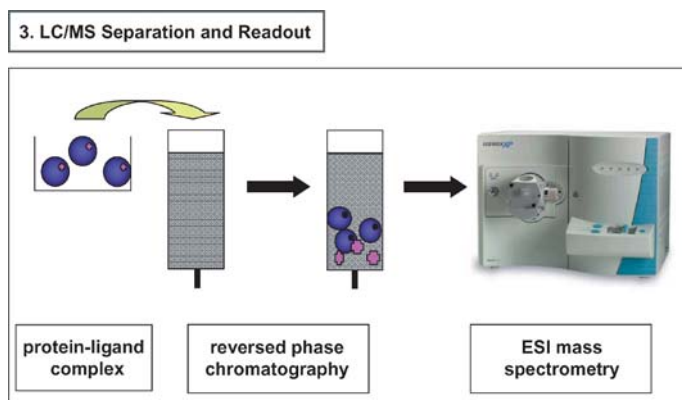 3. LC/MS Separation and Readout
protein-ligand
complex
reversed phase
chromatography
ESI mass
spectrometry